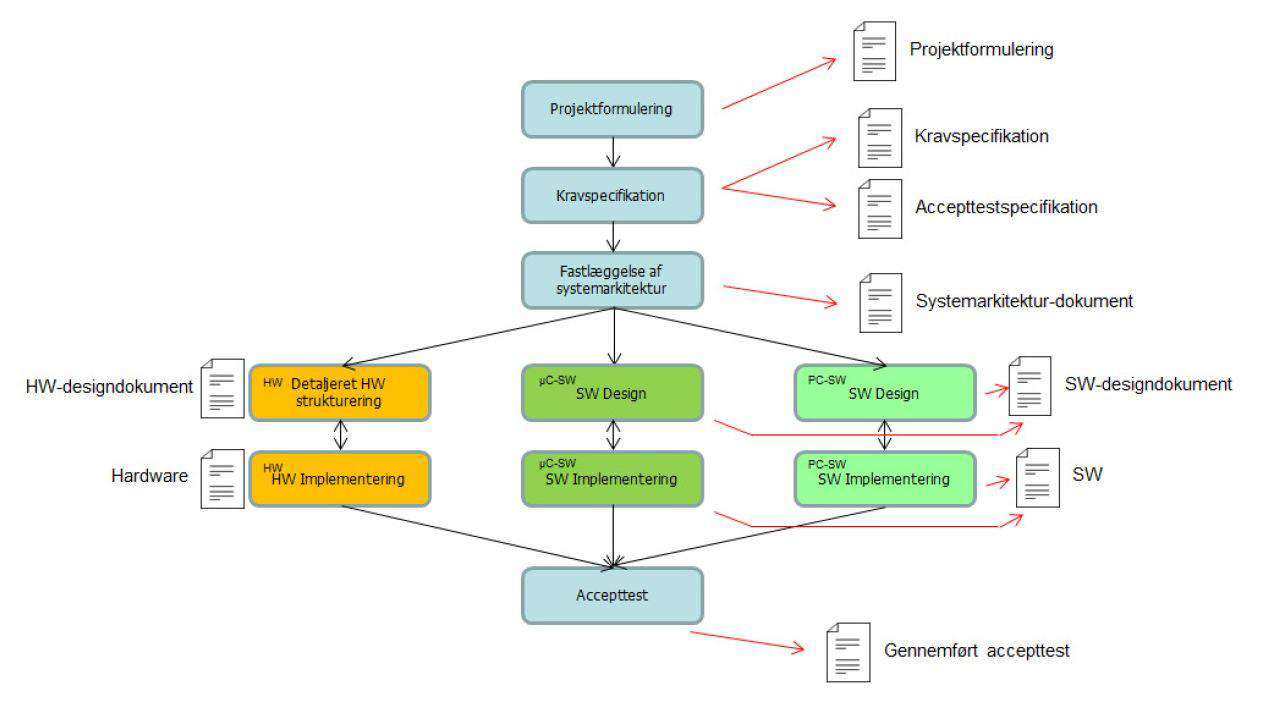 Projektformulering
Projektformulering
Kravspecifikation
Kravspecifikation
Accepttestspecifikation
Fastlæggelse af
systemarkitektur
Systemarkitektur-dokument
HW-designdokument
HW Detaljeret HW
strukturering
µC-SW
SW Design
PC-SW
SW Design
SW-designdokument
Hardware
HW
HW Implementering
µC-SW
SW Implementering
PC-SW
SW Implementering
SW
Accepttest
Gennemført accepttest